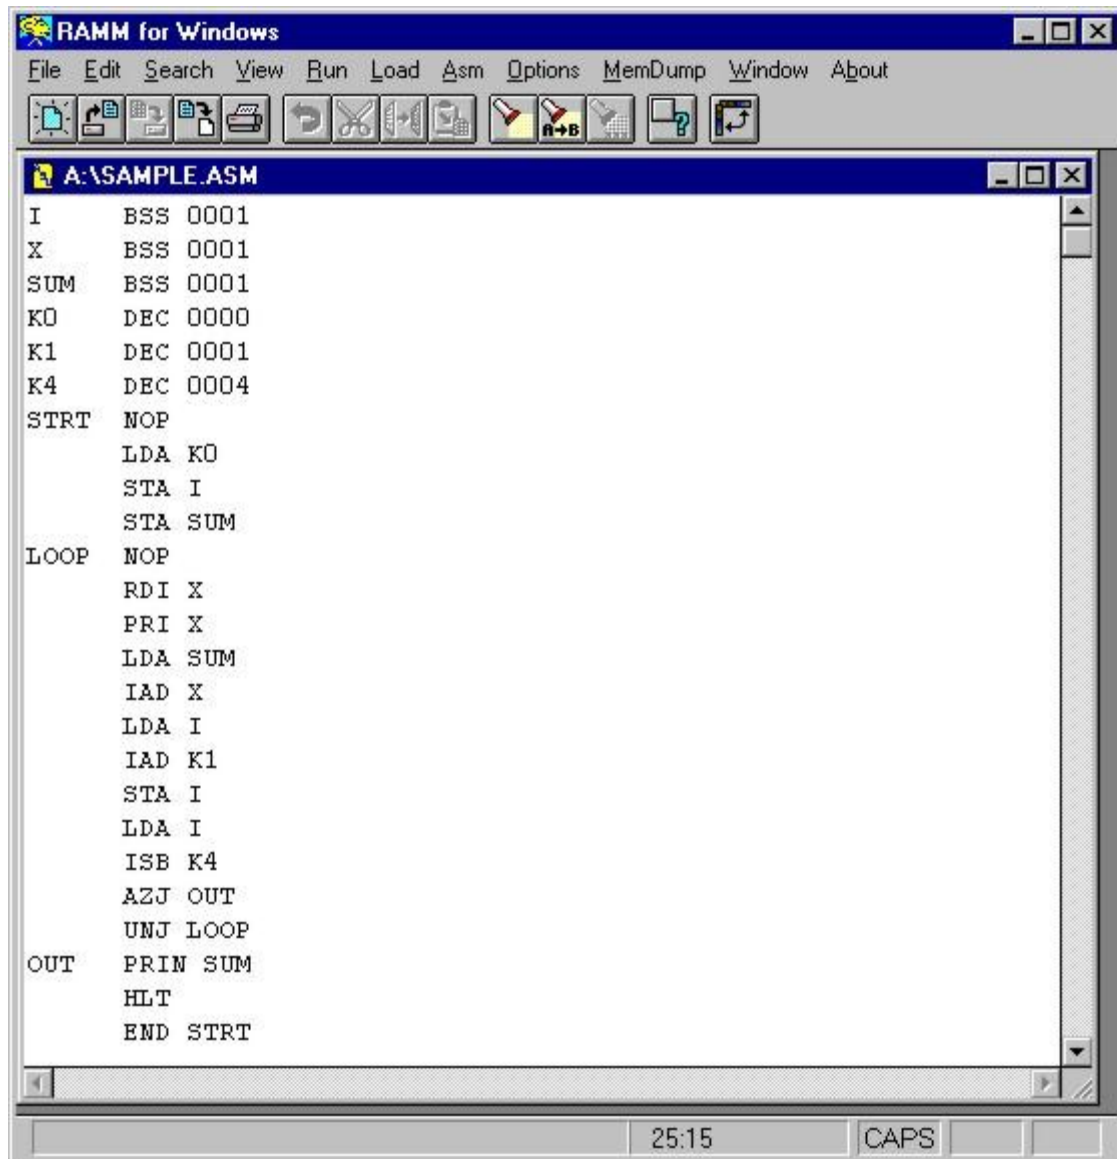 RAMM for Windows
File Edit Search View Run Load Asm Options MemDump Window About
A→B
A:\SAMPLE.ASM
I BSS 0001
X BSS 0001
SUM BSS 0001
K0 DEC 0000
K1 DEC 0001
K4 DEC 0004
STRT NOP
LDA K0
STA I
STA SUM
LOOP NOP
RDI X
PRI X
LDA SUM
IAD X
LDA I
IAD K1
STA I
LDA I
ISB K4
AZJ OUT
UNJ LOOP
OUT PRIN SUM
HLT
END STRT
25:15 CAPS